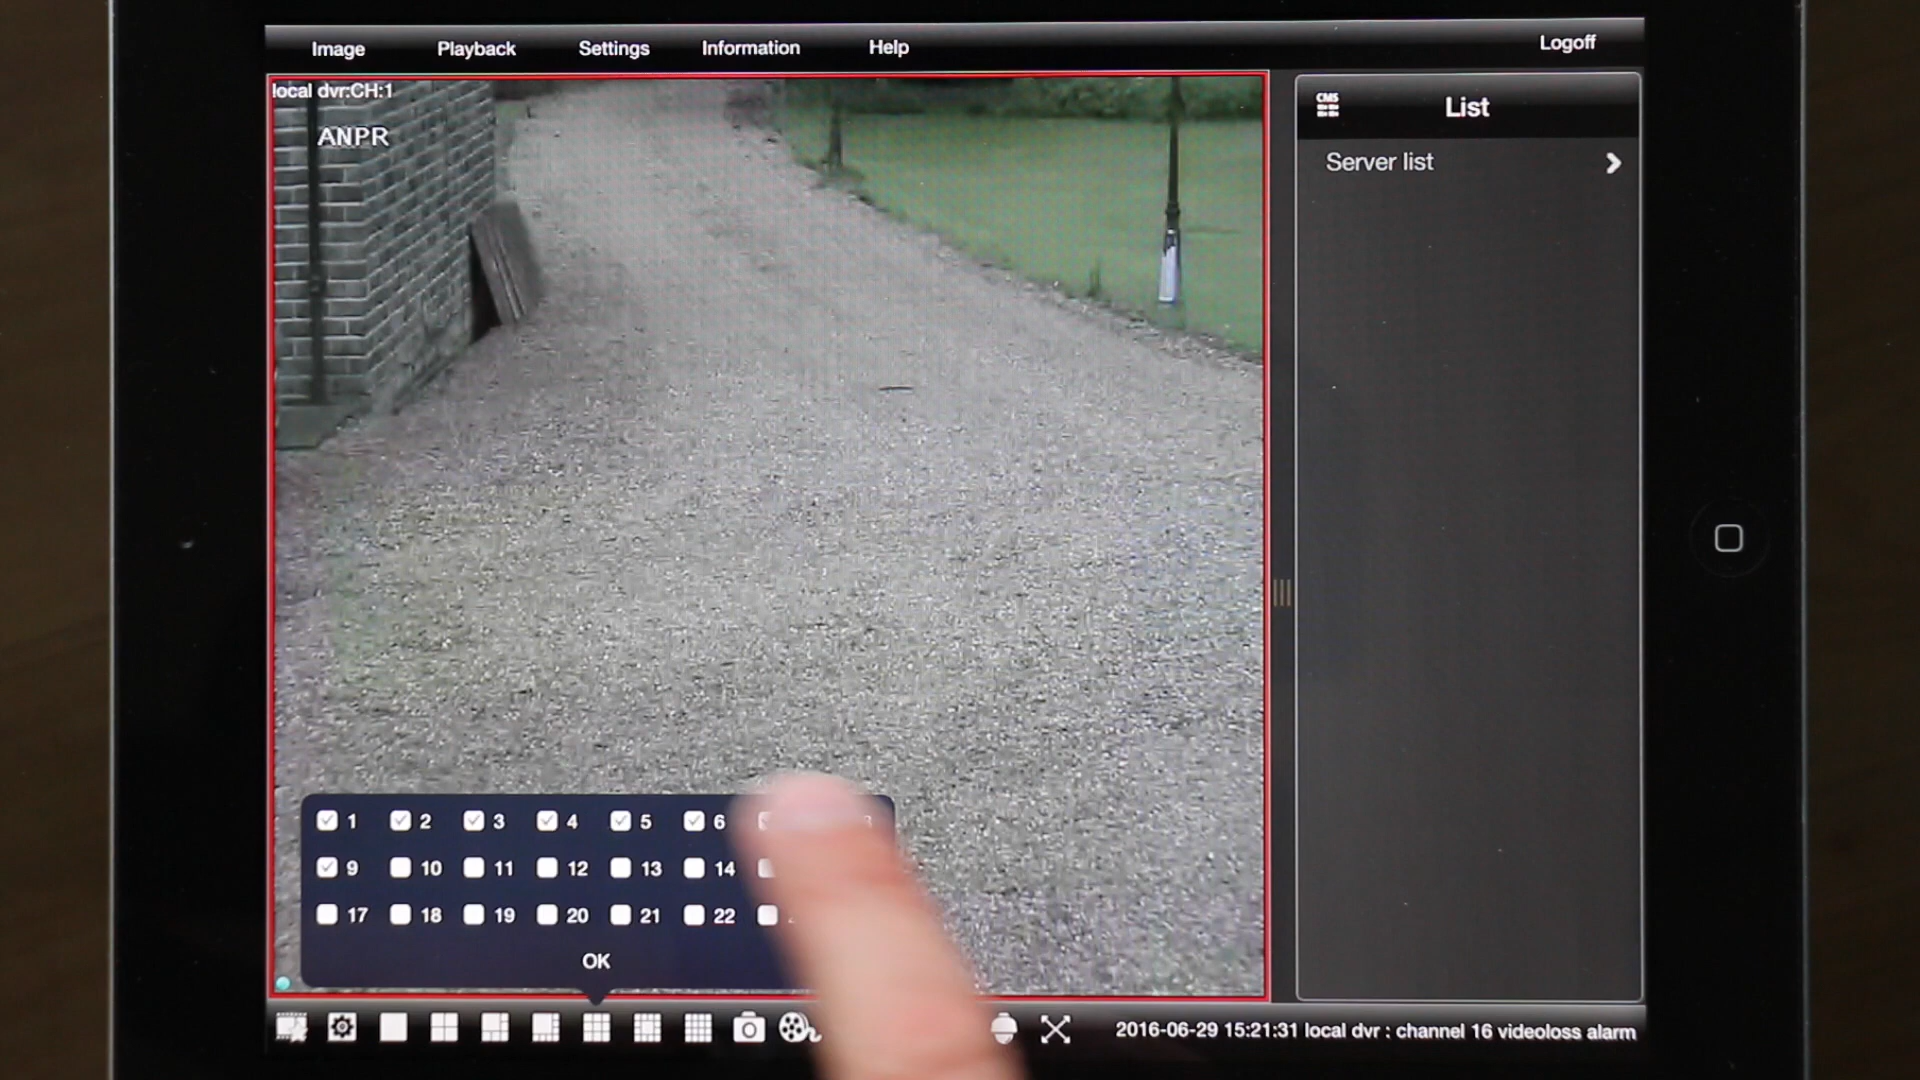 Image Playback Settings Information Help Logoff
local dvr:CH:1
ANPR
CMS
List
Server list
1 2 3 4 5 6
9 10 11 12 13 14
17 18 19 20 21 22
OK
2016-06-29 15:21:31 local dvr : channel 16 videoloss alarm